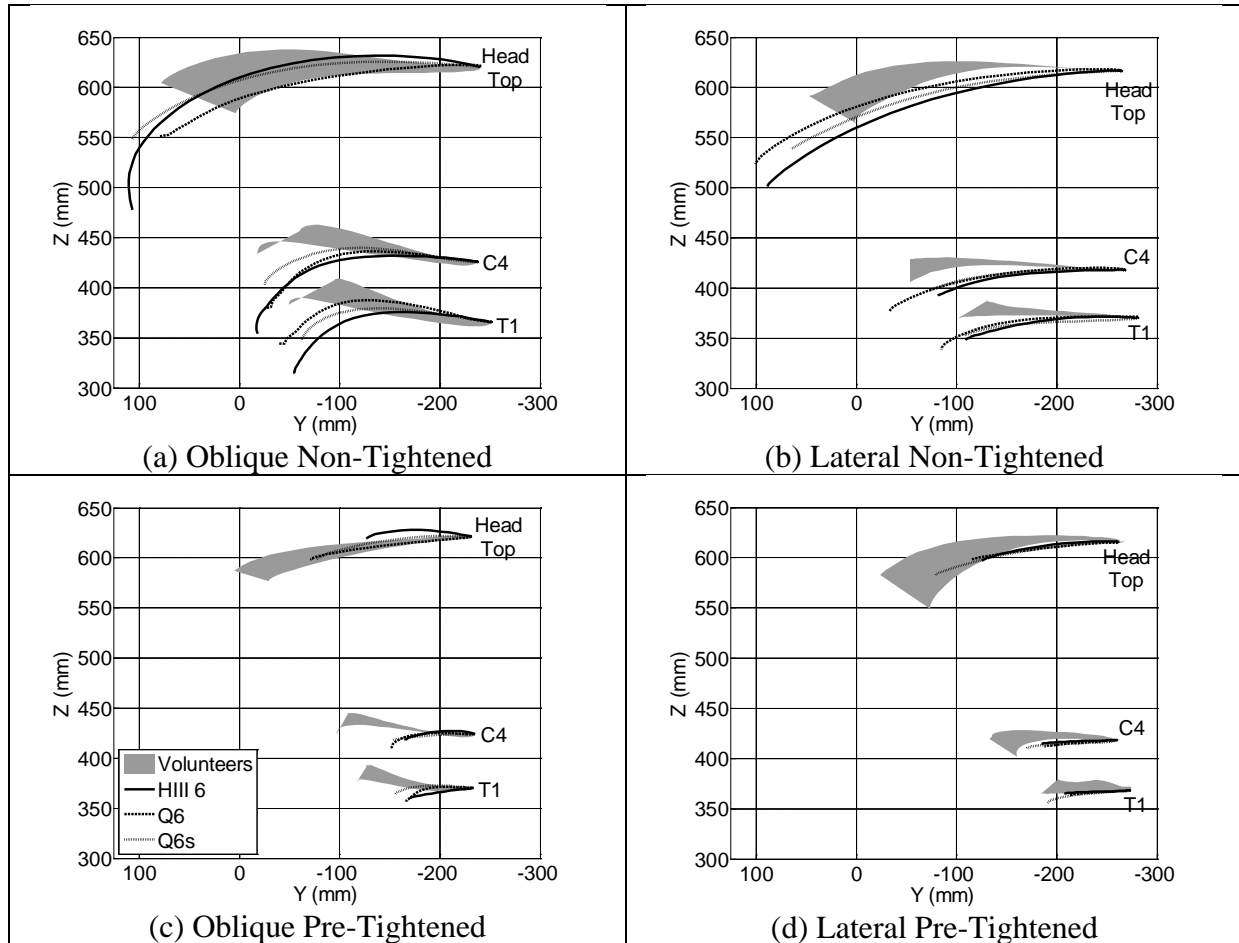 650
600
550
500
450
400
350
300
Z (mm)
100
0
-100
-200
-300
Y (mm)
Head
Top
C4
T1
(a) Oblique Non-Tightened
650
600
550
500
450
400
350
300
Z (mm)
100
0
-100
-200
-300
Y (mm)
Head
Top
C4
T1
(b) Lateral Non-Tightened
650
600
550
500
450
400
350
300
Z (mm)
100
0
-100
-200
-300
Y (mm)
Head
Top
C4
T1
Volunteers
HIII 6
Q6
Q6s
(c) Oblique Pre-Tightened
650
600
550
500
450
400
350
300
Z (mm)
100
0
-100
-200
-300
Y (mm)
Head
Top
C4
T1
(d) Lateral Pre-Tightened